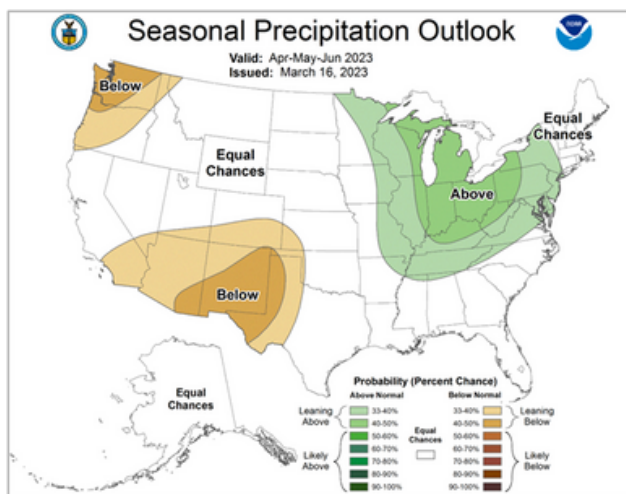 Seasonal Precipitation Outlook
Valid: Apr-May-Jun 2023
Issued: March 16, 2023
NOAA
Below
Equal
Chances
Equal
Chances
Above
Below
Equal
Chances
Probability (Percent Chance)
Above Normal
Below Normal
Leaning
Above
33-40%
40-50%
Likely
Above
50-60%
60-70%
70-80%
80-90%
90-100%
Equal
Chances
33-40%
40-50%
Leaning
Below
50-60%
60-70%
70-80%
80-90%
90-100%
Likely
Below